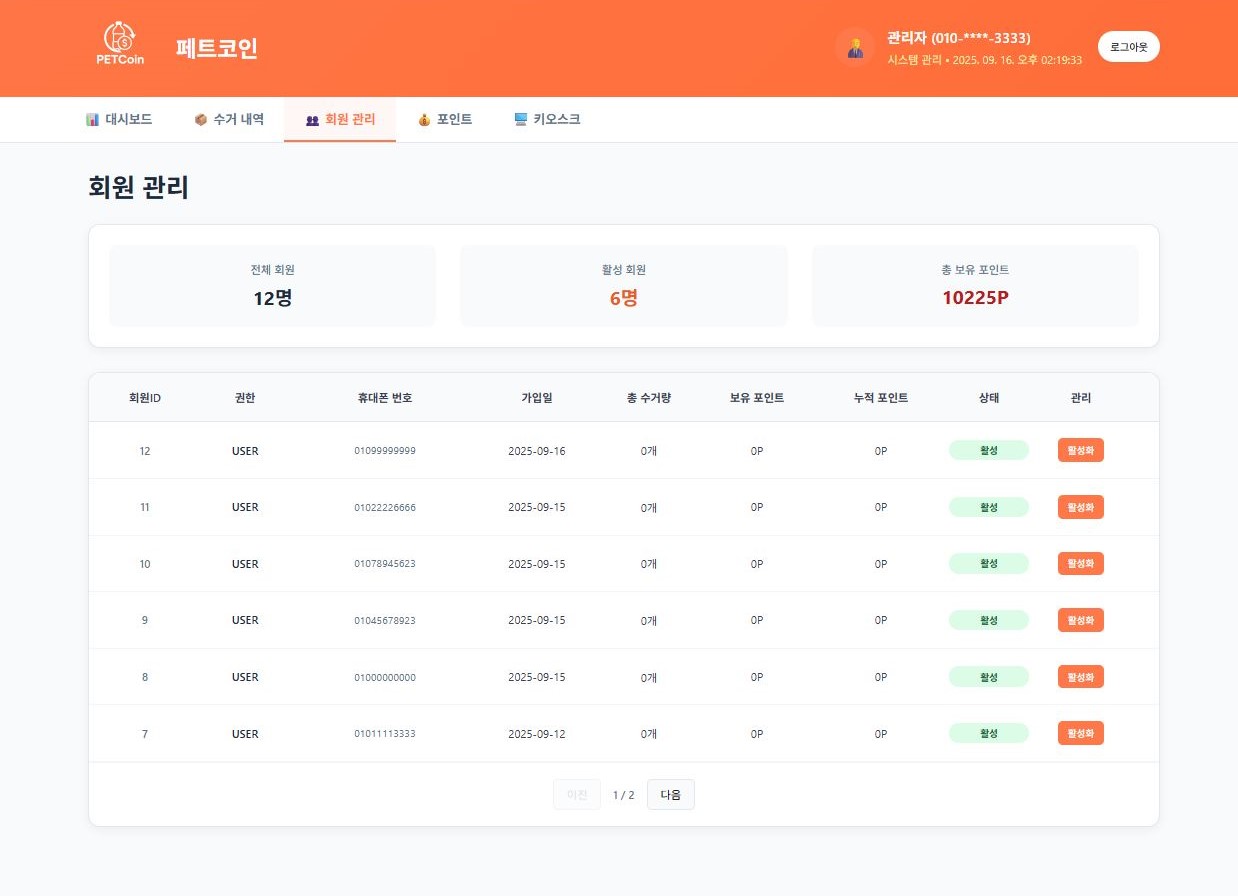 PETCoin
페트코인
관리자 (010-****-3333)
시스템 관리 • 2025. 09. 16. 오후 02:19:33
로그아웃
대시보드 수거 내역 회원 관리 포인트 키오스크
회원 관리
전체 회원 활성 회원 총 보유 포인트
12명 6명 10225P
회원ID 권한 휴대폰 번호 가입일 총 수거량 보유 포인트 누적 포인트 상태 관리
12 USER 01099999999 2025-09-16 0개 0P 0P 활성 활성화
11 USER 01022226666 2025-09-15 0개 0P 0P 활성 활성화
10 USER 01078945623 2025-09-15 0개 0P 0P 활성 활성화
9 USER 01045678923 2025-09-15 0개 0P 0P 활성 활성화
8 USER 01000000000 2025-09-15 0개 0P 0P 활성 활성화
7 USER 01011113333 2025-09-12 0개 0P 0P 활성 활성화
이전 1 / 2 다음